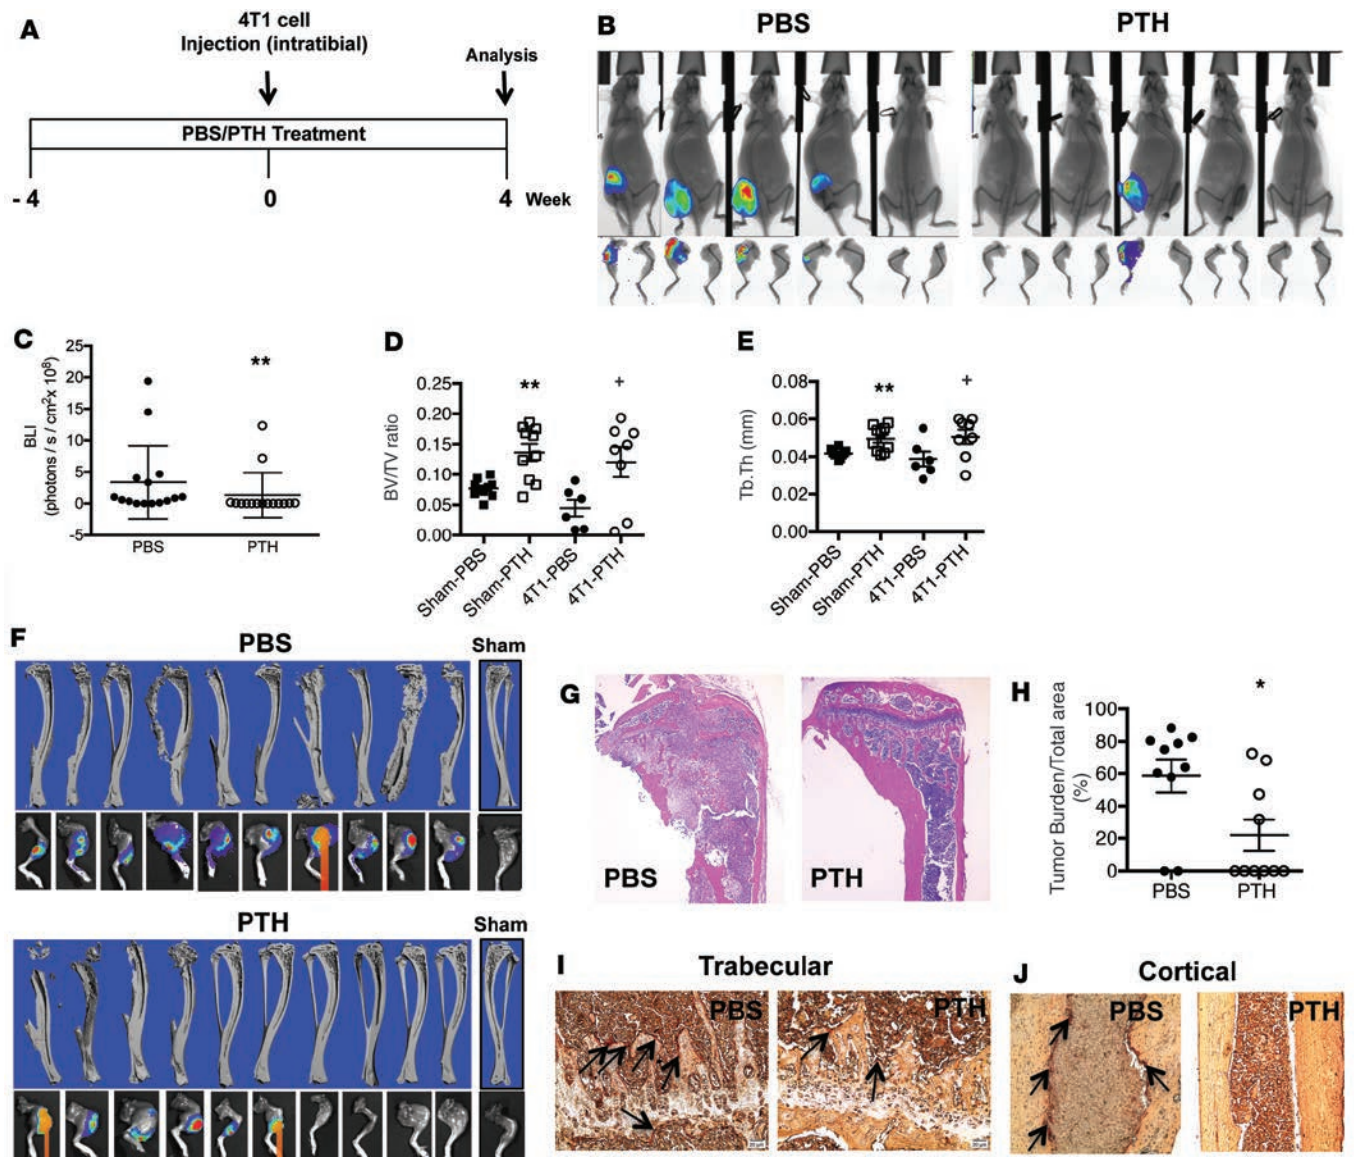 A
4T1 cell
Injection (intratibial)
Analysis
PBS/PTH Treatment
- 4
0
4
Week
B
PBS
PTH
C
BLI
(photons / s / cm²x 10⁸)
25
20
15
10
5
0
-5
**
PBS
PTH
D
BV/TV ratio
0.25
0.20
0.15
0.10
0.05
0.00
**
+
Sham-PBS
Sham-PTH
4T1-PBS
4T1-PTH
E
Tb.Th (mm)
0.08
0.06
0.04
0.02
0.00
**
+
Sham-PBS
Sham-PTH
4T1-PBS
4T1-PTH
F
PBS
Sham
PTH
Sham
G
PBS
PTH
H
Tumor Burden/Total area
(%)
100
80
60
40
20
0
*
PBS
PTH
I
Trabecular
PBS
PTH
J
Cortical
PBS
PTH